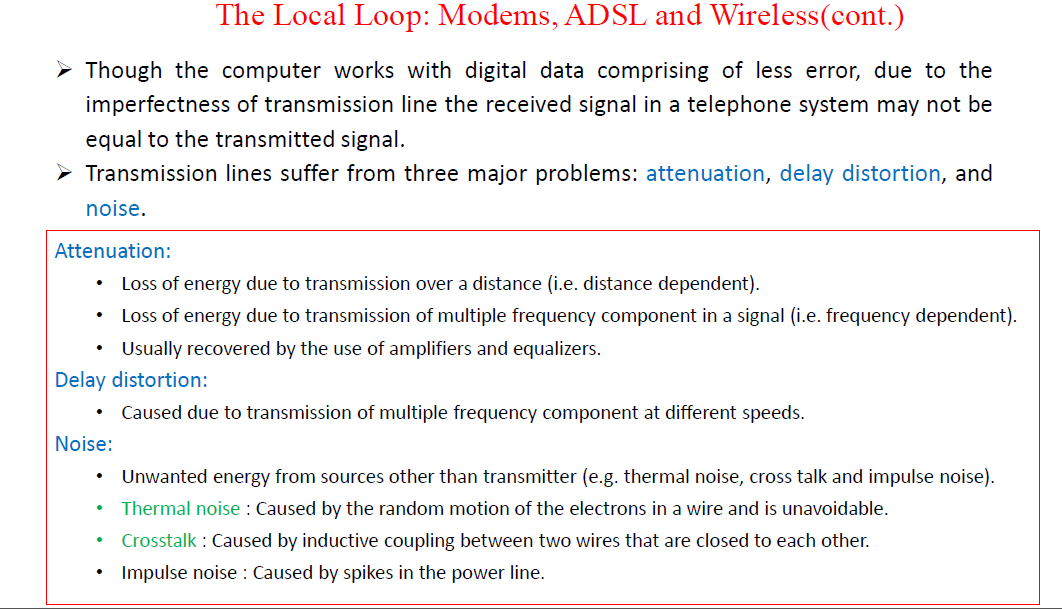 The Local Loop: Modems, ADSL and Wireless(cont.)
➢ Though the computer works with digital data comprising of less error, due to the
imperfectness of transmission line the received signal in a telephone system may not be
equal to the transmitted signal.
➢ Transmission lines suffer from three major problems: attenuation, delay distortion, and
noise.
Attenuation:
• Loss of energy due to transmission over a distance (i.e. distance dependent).
• Loss of energy due to transmission of multiple frequency component in a signal (i.e. frequency dependent).
• Usually recovered by the use of amplifiers and equalizers.
Delay distortion:
• Caused due to transmission of multiple frequency component at different speeds.
Noise:
• Unwanted energy from sources other than transmitter (e.g. thermal noise, cross talk and impulse noise).
• Thermal noise : Caused by the random motion of the electrons in a wire and is unavoidable.
• Crosstalk : Caused by inductive coupling between two wires that are closed to each other.
• Impulse noise : Caused by spikes in the power line.